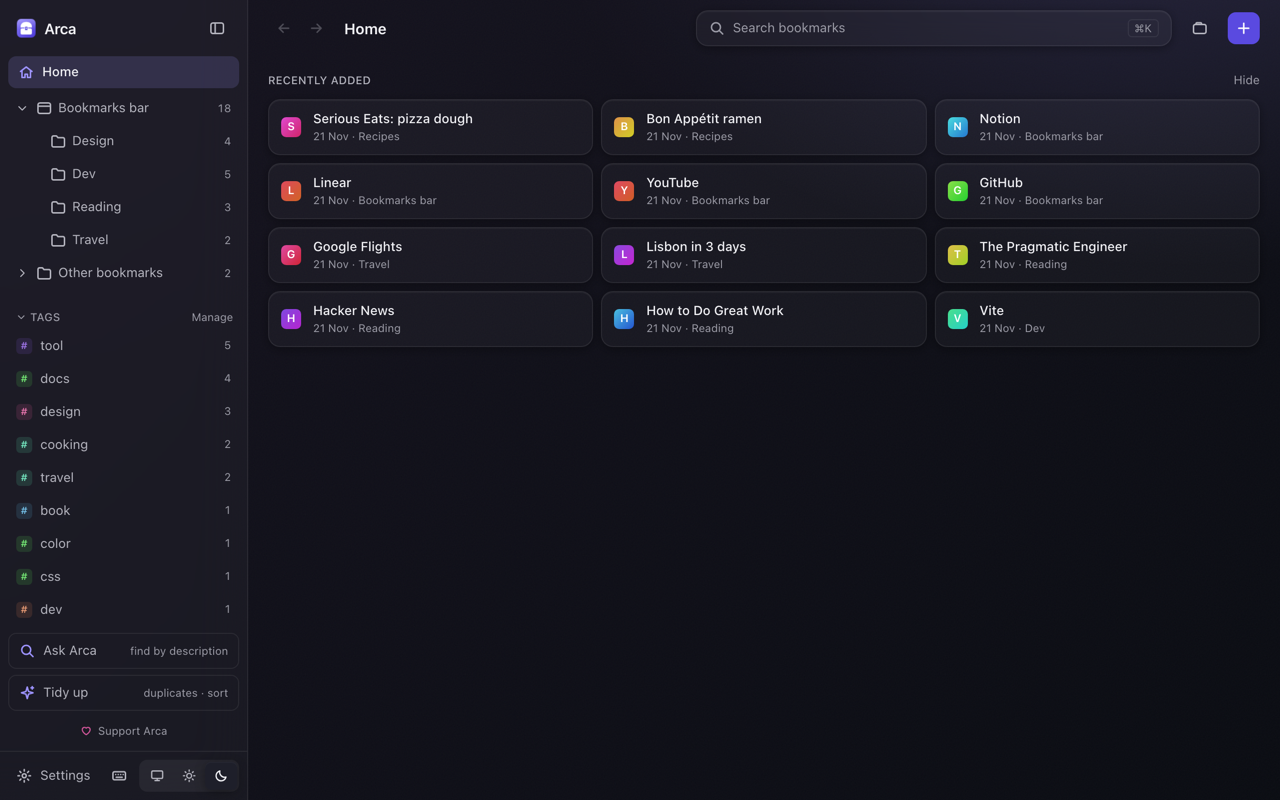 Arca
Home
Bookmarks bar 18
Design 4
Dev 5
Reading 3
Travel 2
Other bookmarks 2
TAGS Manage
# tool 5
# docs 4
# design 3
# cooking 2
# travel 2
# book 1
# color 1
# css 1
# dev 1
Ask Arca find by description
Tidy up duplicates · sort
Support Arca
Settings
Home
Search bookmarks ⌘K
RECENTLY ADDED Hide
S Serious Eats: pizza dough
21 Nov · Recipes
B Bon Appétit ramen
21 Nov · Recipes
N Notion
21 Nov · Bookmarks bar
L Linear
21 Nov · Bookmarks bar
Y YouTube
21 Nov · Bookmarks bar
G GitHub
21 Nov · Bookmarks bar
G Google Flights
21 Nov · Travel
L Lisbon in 3 days
21 Nov · Travel
T The Pragmatic Engineer
21 Nov · Reading
H Hacker News
21 Nov · Reading
H How to Do Great Work
21 Nov · Reading
V Vite
21 Nov · Dev